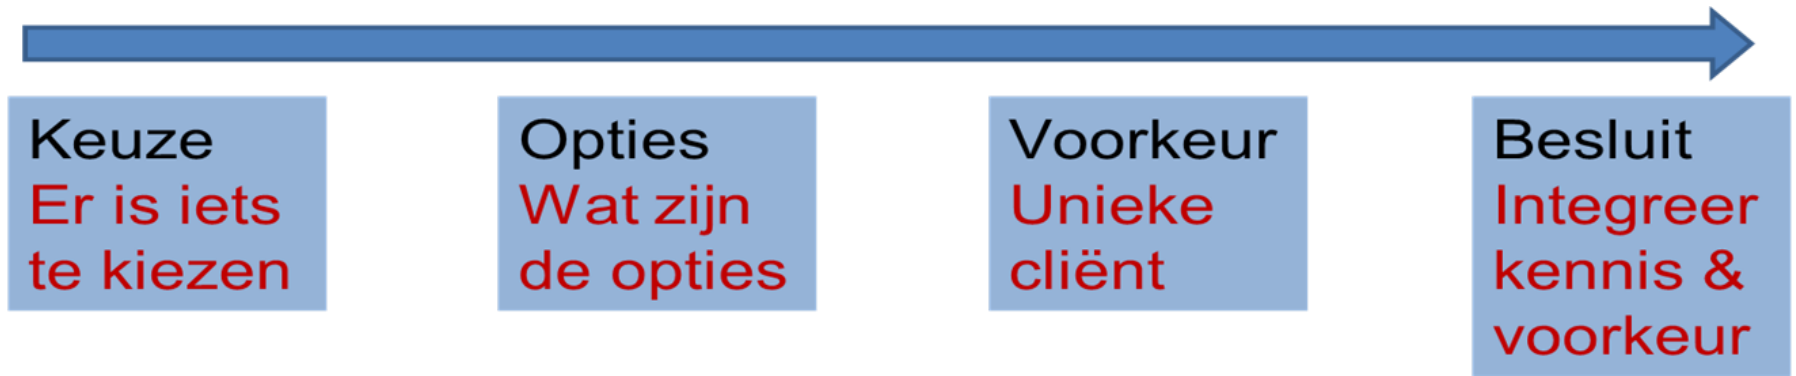 Keuze
Er is iets
te kiezen
Opties
Wat zijn
de opties
Voorkeur
Unieke
cliënt
Besluit
Integreer
kennis &
voorkeur